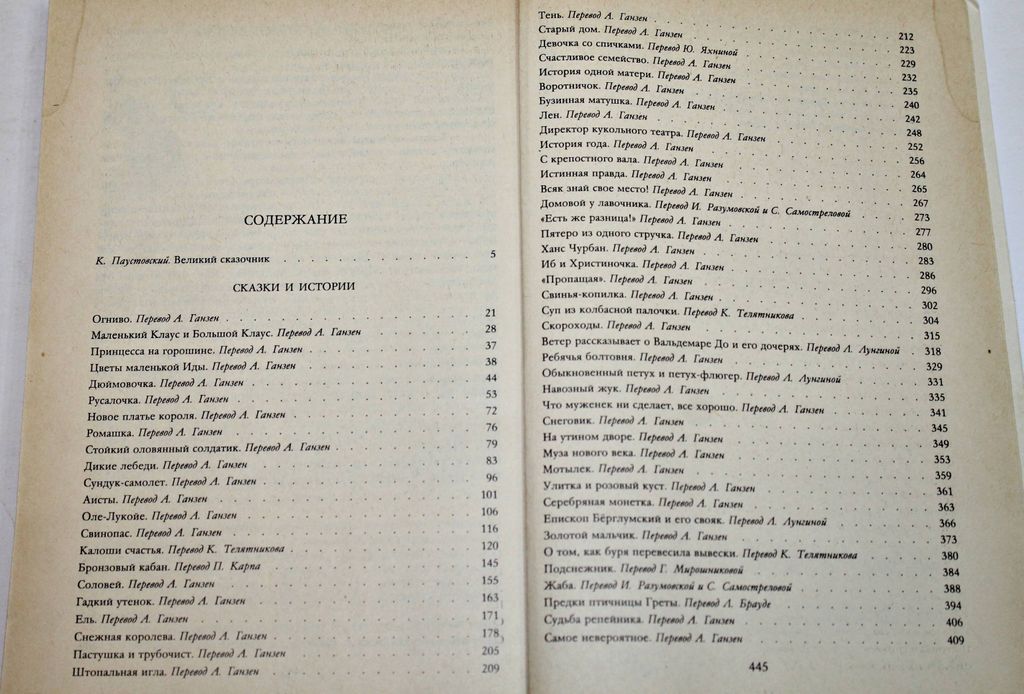 СОДЕРЖАНИЕ
К. Паустовский. Великий сказочник . . . . . . . . . . 5
СКАЗКИ И ИСТОРИИ
Огниво. Перевод А. Ганзен . . . . . . . . . . 21
Маленький Клаус и Большой Клаус. Перевод А. Ганзен . . . . . 28
Принцесса на горошине. Перевод А. Ганзен . . . . . . . . 37
Цветы маленькой Иды. Перевод А. Ганзен . . . . . . . . 38
Дюймовочка. Перевод А. Ганзен . . . . . . . . . . 44
Русалочка. Перевод А. Ганзен . . . . . . . . . . 53
Новое платье короля. Перевод А. Ганзен . . . . . . . . 72
Ромашка. Перевод А. Ганзен . . . . . . . . . . 76
Стойкий оловянный солдатик. Перевод А. Ганзен . . . . . . 79
Дикие лебеди. Перевод А. Ганзен . . . . . . . . . . 83
Сундук-самолет. Перевод А. Ганзен . . . . . . . . . 96
Аисты. Перевод А. Ганзен . . . . . . . . . . 101
Оле-Лукойе. Перевод А. Ганзен . . . . . . . . . . 106
Свинопас. Перевод А. Ганзен . . . . . . . . . . 116
Калоши счастья. Перевод К. Телятникова . . . . . . . . 120
Бронзовый кабан. Перевод П. Карпа . . . . . . . . . 145
Соловей. Перевод А. Ганзен . . . . . . . . . . 155
Гадкий утенок. Перевод А. Ганзен . . . . . . . . . 163
Ель. Перевод А. Ганзен . . . . . . . . . . 171
Снежная королева. Перевод А. Ганзен . . . . . . . . . 178
Пастушка и трубочист. Перевод А. Ганзен . . . . . . . . 205
Штопальная игла. Перевод А. Ганзен . . . . . . . . . 209
Тень. Перевод А. Ганзен . . . . . . . . . . 212
Старый дом. Перевод А. Ганзен . . . . . . . . . . 223
Девочка со спичками. Перевод Ю. Яхниной . . . . . . . . 229
Счастливое семейство. Перевод А. Ганзен . . . . . . . . 232
История одной матери. Перевод А. Ганзен . . . . . . . . 235
Воротничок. Перевод А. Ганзен . . . . . . . . . . 240
Бузинная матушка. Перевод А. Ганзен . . . . . . . . . 242
Лен. Перевод А. Ганзен . . . . . . . . . . 248
Директор кукольного театра. Перевод А. Ганзен . . . . . . 252
История года. Перевод А. Ганзен . . . . . . . . . . 256
С крепостного вала. Перевод А. Ганзен . . . . . . . . 264
Истинная правда. Перевод А. Ганзен . . . . . . . . . 265
Всяк знай свое место! Перевод А. Ганзен . . . . . . . . 267
Домовой у лавочника. Перевод И. Разумовской и С. Самостреловой . . . 273
«Есть же разница!» Перевод А. Ганзен . . . . . . . . . 277
Пятеро из одного стручка. Перевод А. Ганзен . . . . . . . 280
Ханс Чурбан. Перевод А. Ганзен . . . . . . . . . . 283
Иб и Христиночка. Перевод А. Ганзен . . . . . . . . . 286
«Пропащая». Перевод А. Ганзен . . . . . . . . . . 296
Свинья-копилка. Перевод А. Ганзен . . . . . . . . . 302
Суп из колбасной палочки. Перевод К. Телятникова . . . . . 304
Скороходы. Перевод А. Ганзен . . . . . . . . . . 315
Ветер рассказывает о Вальдемаре До и его дочерях. Перевод Л. Лунгиной . 318
Ребячья болтовня. Перевод А. Ганзен . . . . . . . . . 329
Обыкновенный петух и петух-флюгер. Перевод Л. Лунгиной . . . . 331
Навозный жук. Перевод А. Ганзен . . . . . . . . . . 335
Что муженек ни сделает, все хорошо. Перевод А. Ганзен . . . . 341
Снеговик. Перевод А. Ганзен . . . . . . . . . . 345
На утином дворе. Перевод А. Ганзен . . . . . . . . . 349
Муза нового века. Перевод А. Ганзен . . . . . . . . . 353
Мотылек. Перевод А. Ганзен . . . . . . . . . . 359
Улитка и розовый куст. Перевод А. Ганзен . . . . . . . . 361
Серебряная монетка. Перевод А. Ганзен . . . . . . . . 363
Епископ Бёрглумский и его свояк. Перевод Л. Лунгиной . . . . . 366
Золотой мальчик. Перевод А. Ганзен . . . . . . . . . 373
О том, как буря перевесила вывески. Перевод К. Телятникова . . . . 380
Подснежник. Перевод Г. Мирошниковой . . . . . . . . . 384
Жаба. Перевод И. Разумовской и С. Самостреловой . . . . . . 388
Предки птичницы Греты. Перевод Л. Брауде . . . . . . . 394
Судьба репейника. Перевод А. Ганзен . . . . . . . . . 406
Самое невероятное. Перевод А. Ганзен . . . . . . . . 409
445